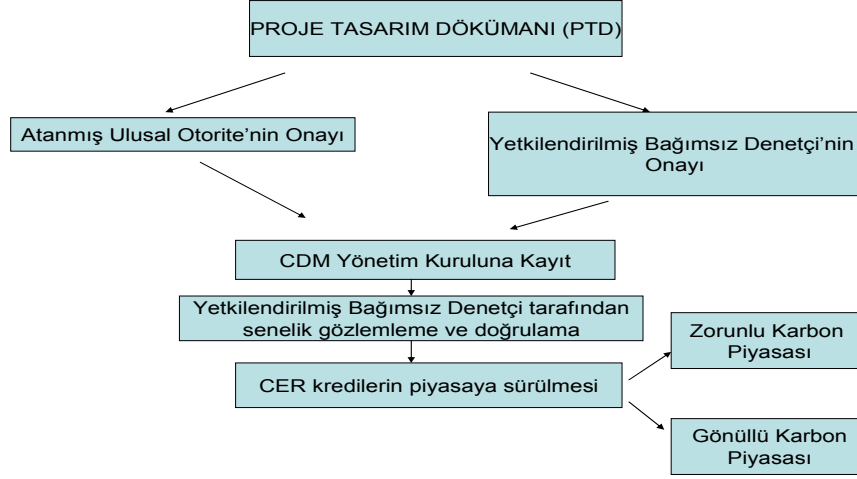 PROJE TASARIM DÖKÜMANI (PTD)
Atanmış Ulusal Otorite’nin Onayı
Yetkilendirilmiş Bağımsız Denetçi’nin
Onayı
CDM Yönetim Kuruluna Kayıt
Yetkilendirilmiş Bağımsız Denetçi tarafından
senelik gözlemleme ve doğrulama
CER kredilerin piyasaya sürülmesi
Zorunlu Karbon
Piyasası
Gönüllü Karbon
Piyasası